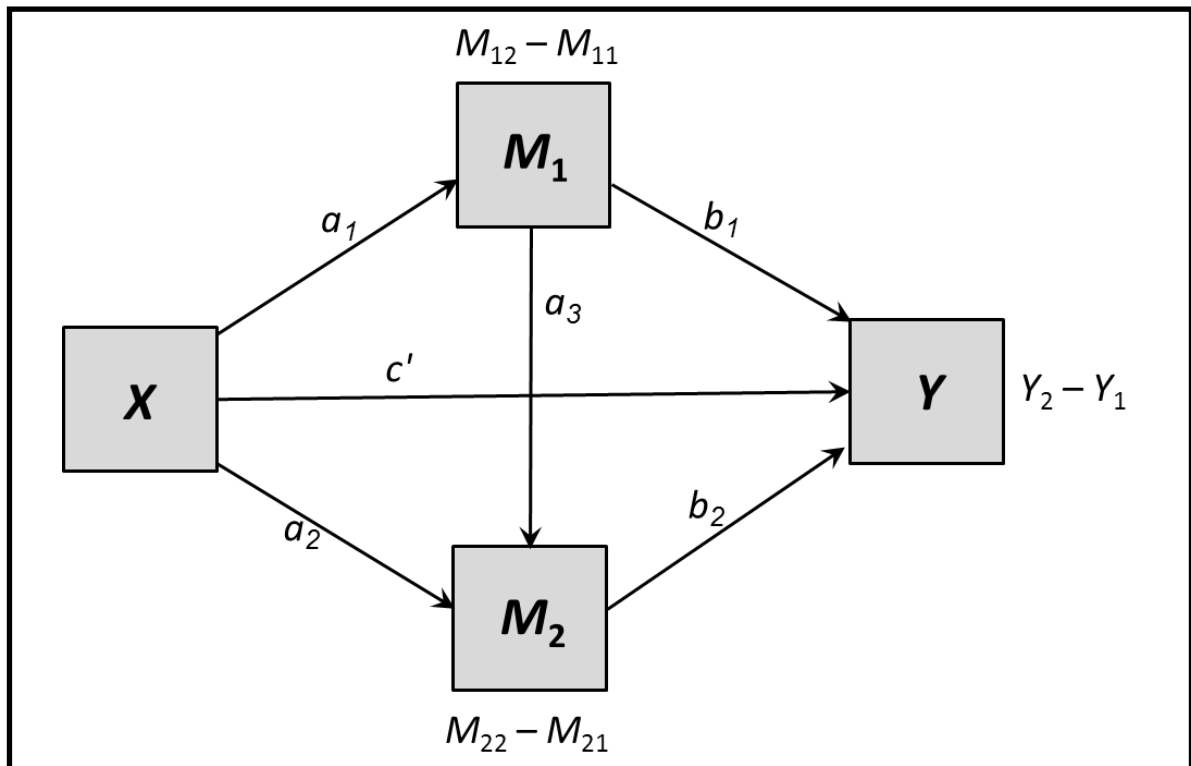 M₁₂ – M₁₁
M₁
a₁
b₁
a₃
X
c'
Y
Y₂ – Y₁
a₂
b₂
M₂
M₂₂ – M₂₁